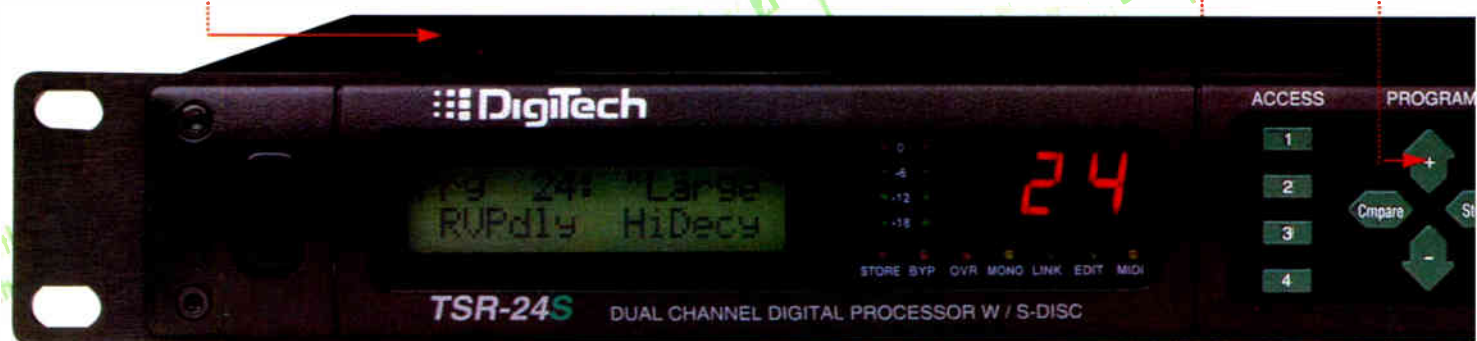 DigiTech
ACCESS PROGRAM
1
2
3
4
+
Cmpare
-
24: "Large
RVPdly HiDecy
0
-6
-12
-18
24
STORE BYP OVR MONO LINK EDIT MIDI
TSR-24S DUAL CHANNEL DIGITAL PROCESSOR W / S-DISC